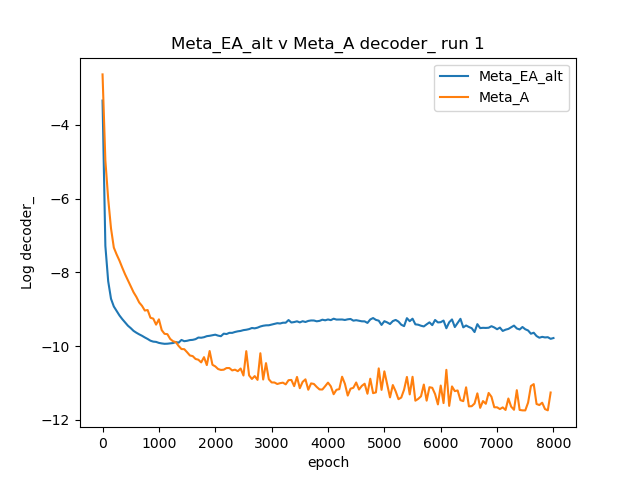 Meta_EA_alt v Meta_A decoder_ run 1
Meta_EA_alt
Meta_A
Log decoder_
−4
−6
−8
−10
−12
0 1000 2000 3000 4000 5000 6000 7000 8000
epoch